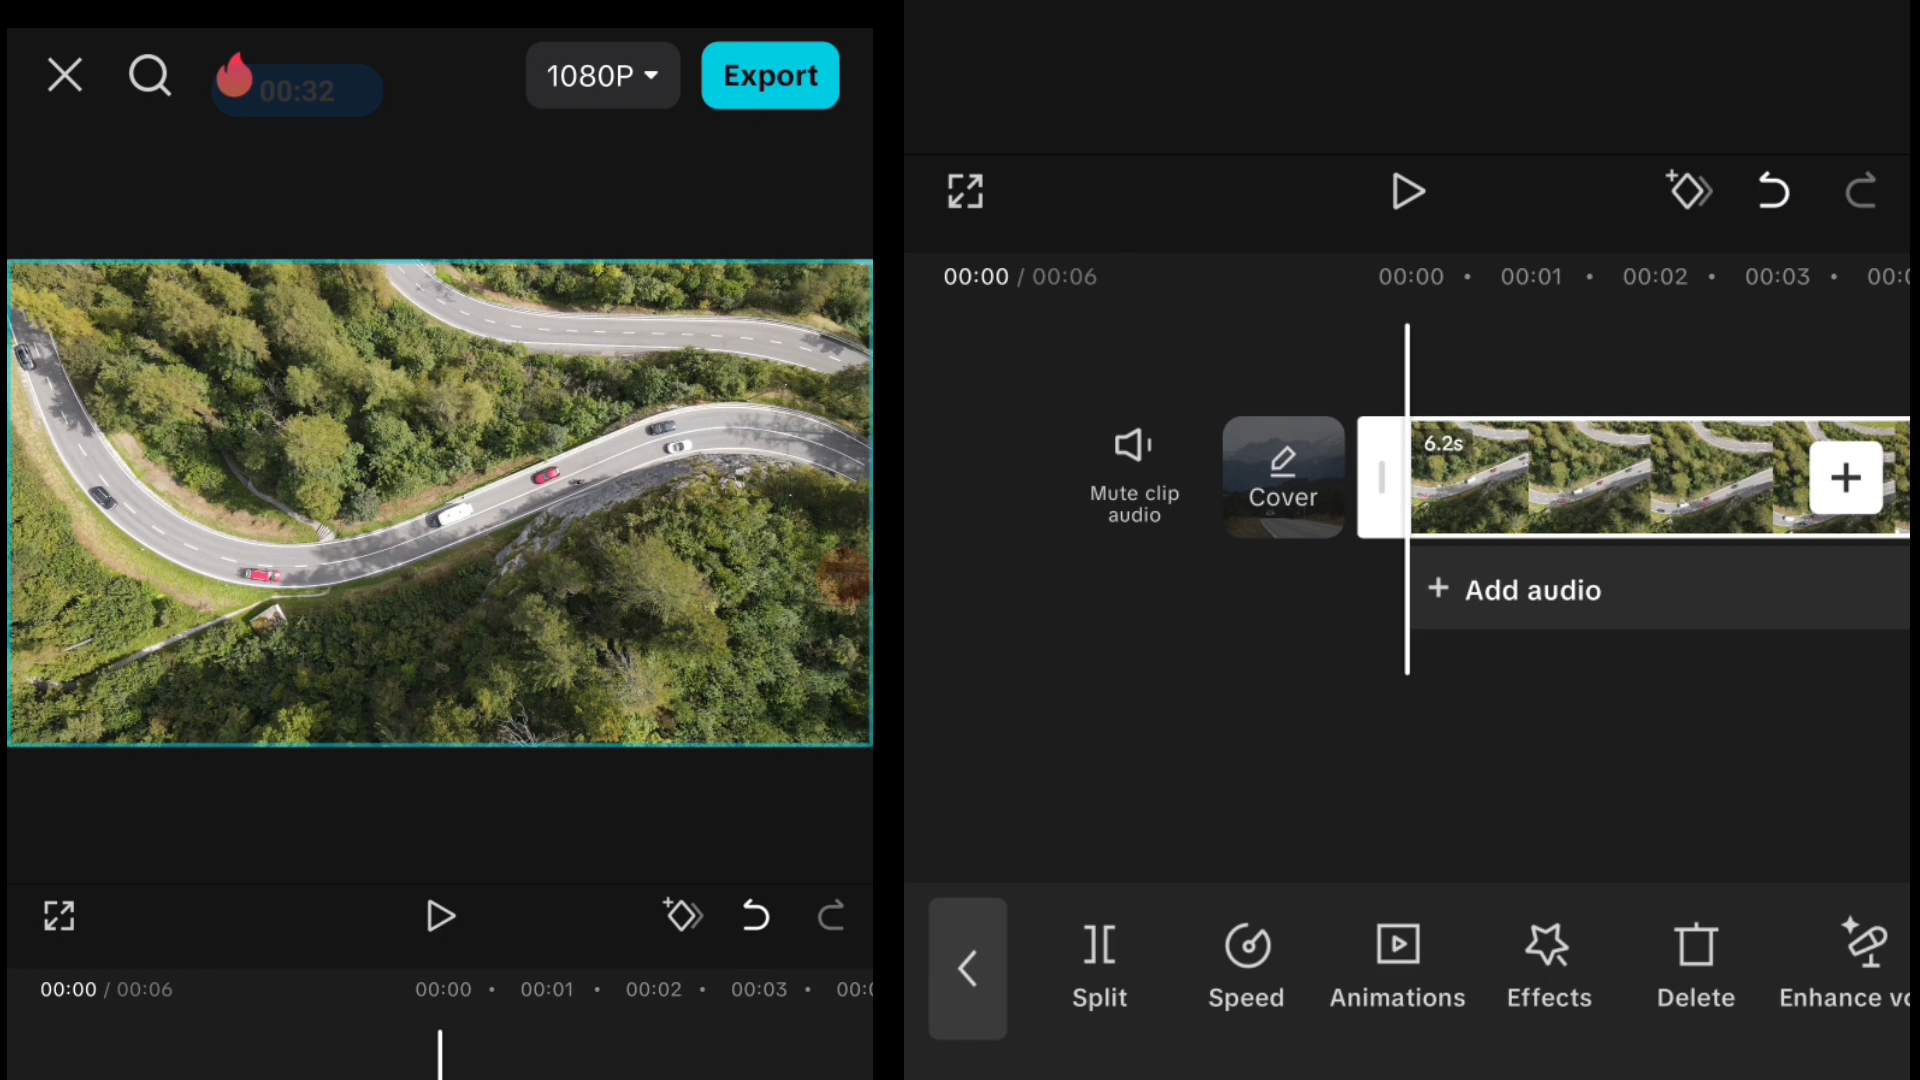 00:32
1080P
Export
00:00 / 00:06
00:00 • 00:01 • 00:02 • 00:03 •
00:00 / 00:06
00:00 • 00:01 • 00:02 • 00:03 •
Mute clip
audio
Cover
6.2s
+ Add audio
Split
Speed
Animations
Effects
Delete
Enhance